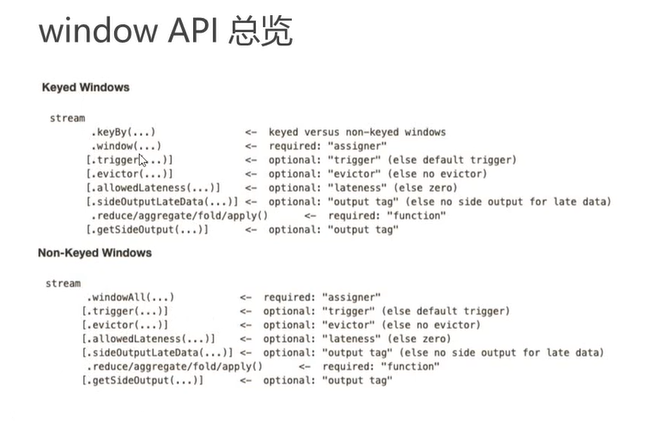 window API 总览
Keyed Windows
stream
.keyBy(...) <- keyed versus non-keyed windows
.window(...) <- required: "assigner"
[.trigger(...)] <- optional: "trigger" (else default trigger)
[.evictor(...)] <- optional: "evictor" (else no evictor)
[.allowedLateness(...)] <- optional: "lateness" (else zero)
[.sideOutputLateData(...)] <- optional: "output tag" (else no side output for late data)
.reduce/aggregate/fold/apply() <- required: "function"
[.getSideOutput(...)] <- optional: "output tag"
Non-Keyed Windows
stream
.windowAll(...) <- required: "assigner"
[.trigger(...)] <- optional: "trigger" (else default trigger)
[.evictor(...)] <- optional: "evictor" (else no evictor)
[.allowedLateness(...)] <- optional: "lateness" (else zero)
[.sideOutputLateData(...)] <- optional: "output tag" (else no side output for late data)
.reduce/aggregate/fold/apply() <- required: "function"
[.getSideOutput(...)] <- optional: "output tag"